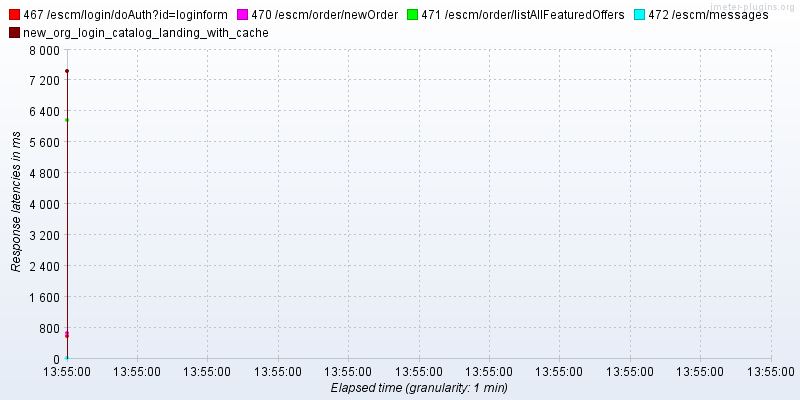 jmeter-plugins.org
467 /escm/login/doAuth?id=loginform 470 /escm/order/newOrder 471 /escm/order/listAllFeaturedOffers 472 /escm/messages
new_org_login_catalog_landing_with_cache
8 000
7 200
6 400
5 600
4 800
4 000
3 200
2 400
1 600
800
0
Response latencies in ms
13:55:00 13:55:00 13:55:00 13:55:00 13:55:00 13:55:00 13:55:00 13:55:00 13:55:00 13:55:00 13:55:00
Elapsed time (granularity: 1 min)